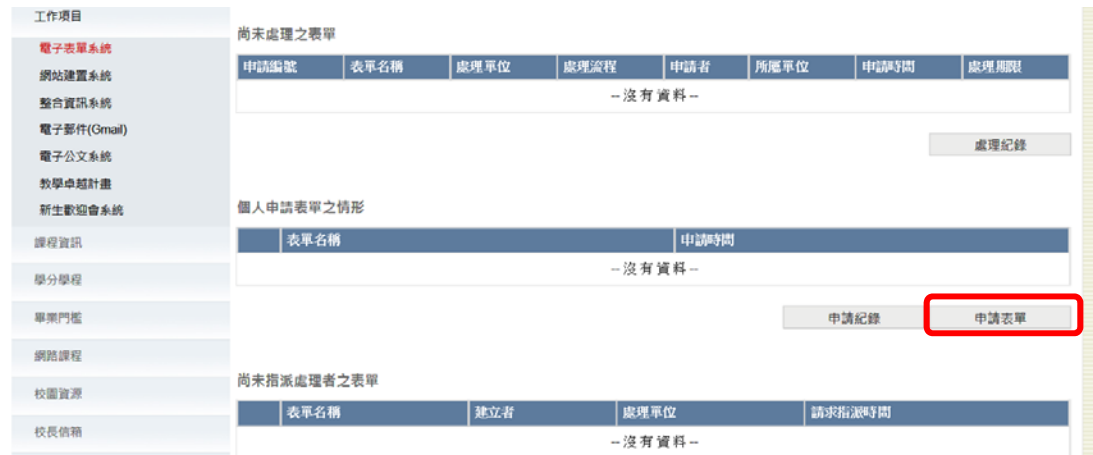 工作項目
電子表單系統
網站建置系統
整合資訊系統
電子郵件(Gmail)
電子公文系統
教學卓越計畫
新生歡迎會系統
課程資訊
學分學程
畢業門檻
網路課程
校園資源
校長信箱
尚未處理之表單
申請編號 表單名稱 處理單位 處理流程 申請者 所屬單位 申請時間 處理期限
--沒有資料--
處理紀錄
個人申請表單之情形
表單名稱 申請時間
--沒有資料--
申請紀錄 申請表單
尚未指派處理者之表單
表單名稱 建立者 處理單位 請求指派時間
--沒有資料--